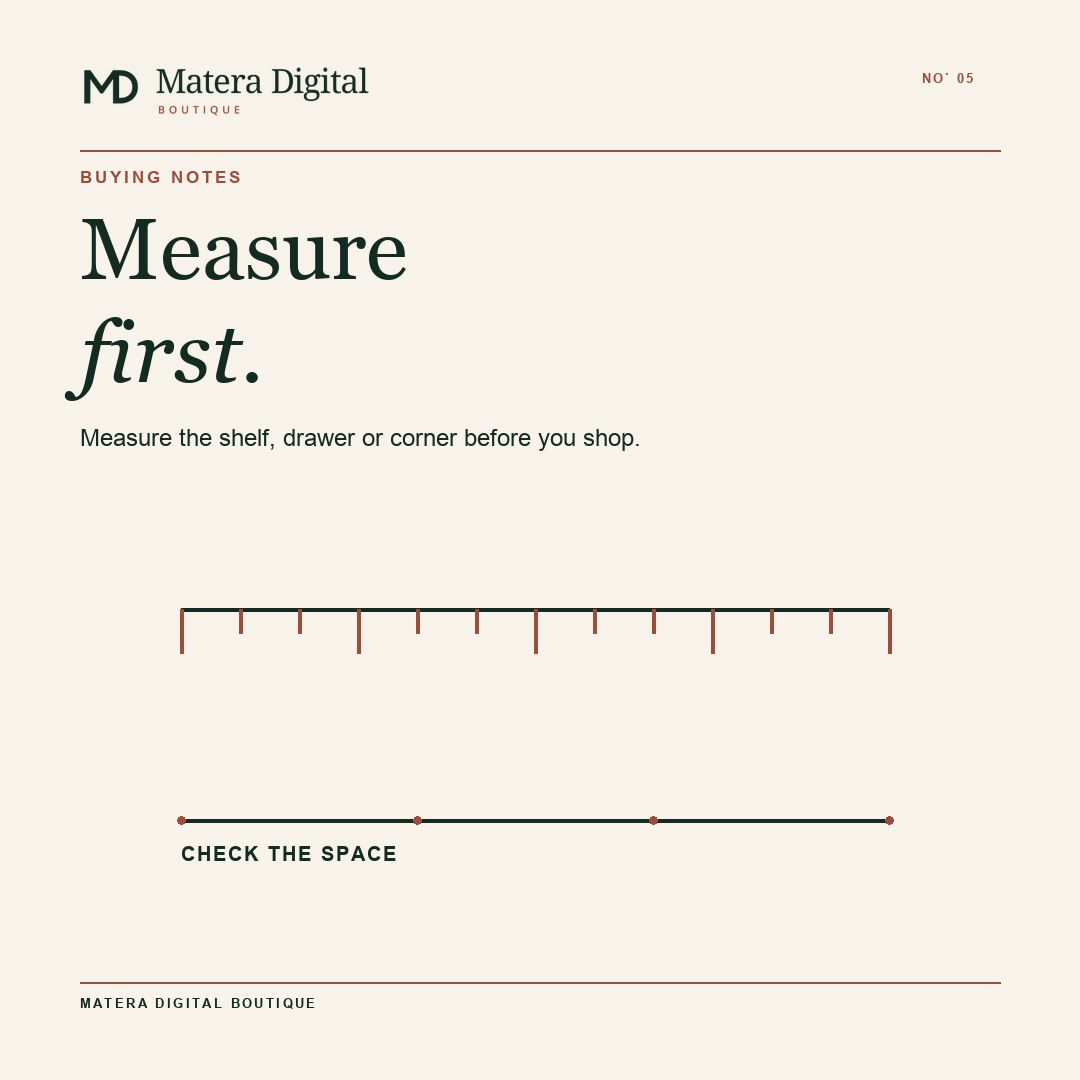 MD Matera Digital
BOUTIQUE
NO˙ 05
BUYING NOTES
Measure
first.
Measure the shelf, drawer or corner before you shop.
CHECK THE SPACE
MATERA DIGITAL BOUTIQUE